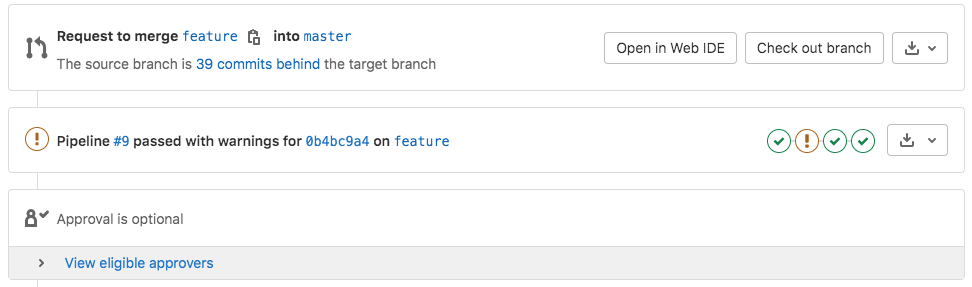 Request to merge feature into master
Open in Web IDE
Check out branch
The source branch is 39 commits behind the target branch
Pipeline #9 passed with warnings for 0b4bc9a4 on feature
Approval is optional
View eligible approvers